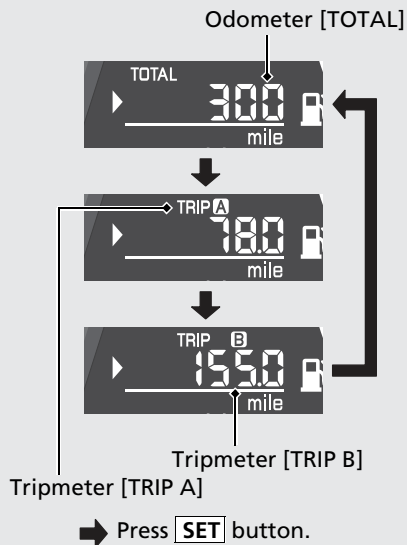 Odometer [TOTAL]
TOTAL
300
mile
TRIP A
78.0
mile
TRIP B
155.0
mile
Tripmeter [TRIP B]
Tripmeter [TRIP A]
Press SET button.